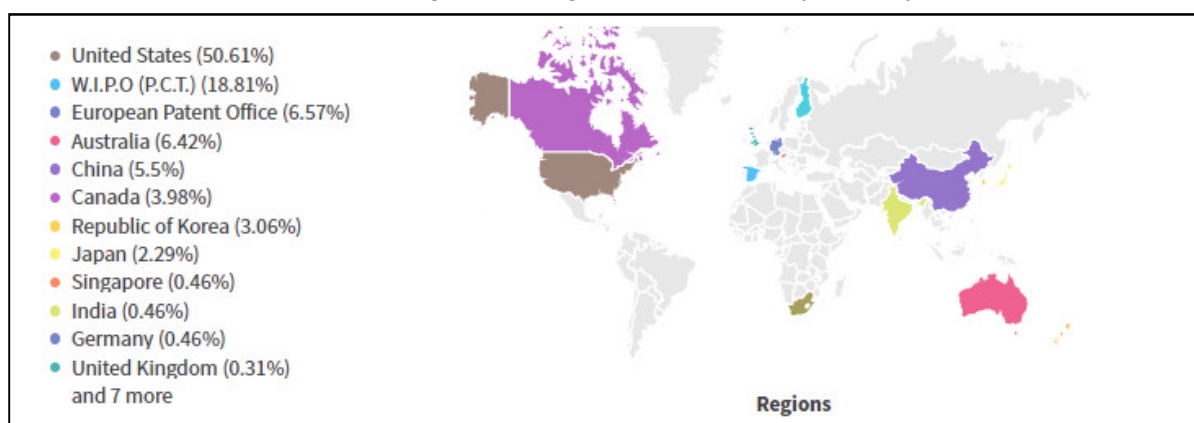 United States (50.61%)
W.I.P.O (P.C.T.) (18.81%)
European Patent Office (6.57%)
Australia (6.42%)
China (5.5%)
Canada (3.98%)
Republic of Korea (3.06%)
Japan (2.29%)
Singapore (0.46%)
India (0.46%)
Germany (0.46%)
United Kingdom (0.31%)
and 7 more
Regions